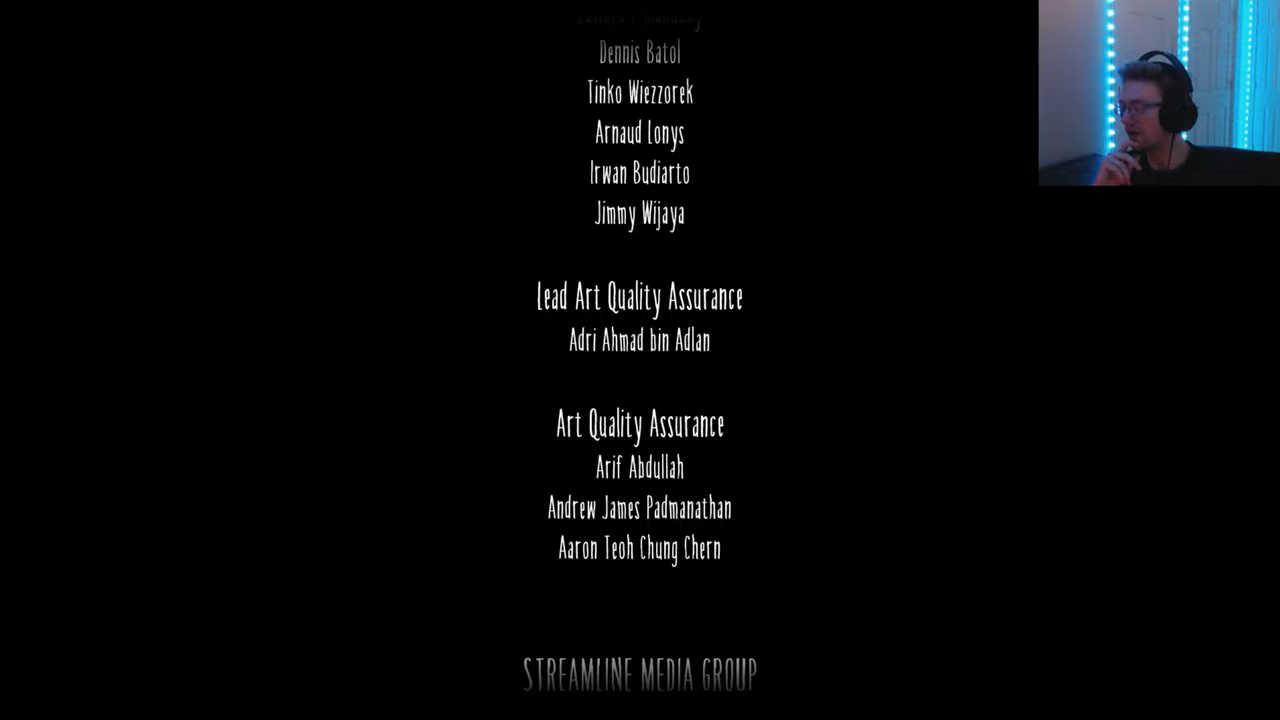 Dennis Batol
Tinko Wiezzorek
Arnaud Lonys
Irwan Budiarto
Jimmy Wijaya
Lead Art Quality Assurance
Adri Ahmad bin Adlan
Art Quality Assurance
Arif Abdullah
Andrew James Padmanathan
Aaron Teoh Chung Chern
STREAMLINE MEDIA GROUP